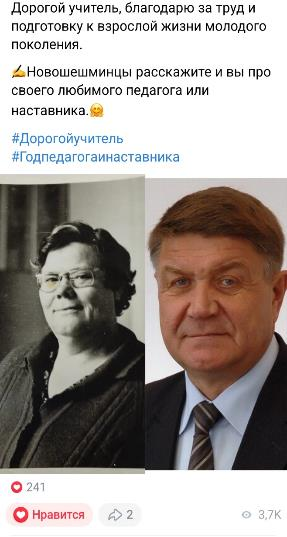 Дорогой учитель, благодарю за труд и
подготовку к взрослой жизни молодого
поколения.
✍️Новошешминцы расскажите и вы про
своего любимого педагога или
наставника.🤗
#Дорогойучитель
#Годпедагогаинаставника
241
Нравится 2 3,7K